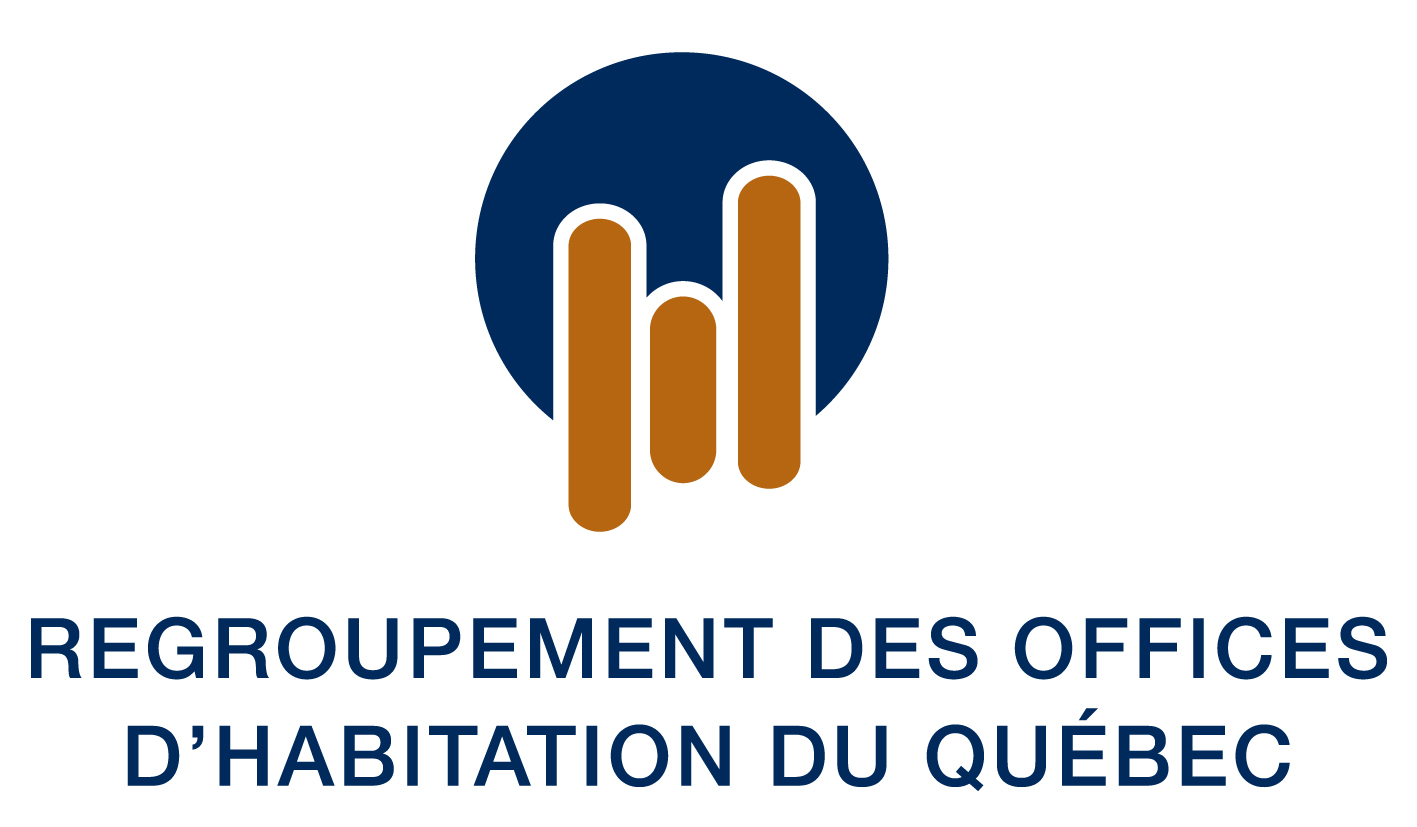 REGROUPEMENT DES OFFICES
D’HABITATION DU QUÉBEC